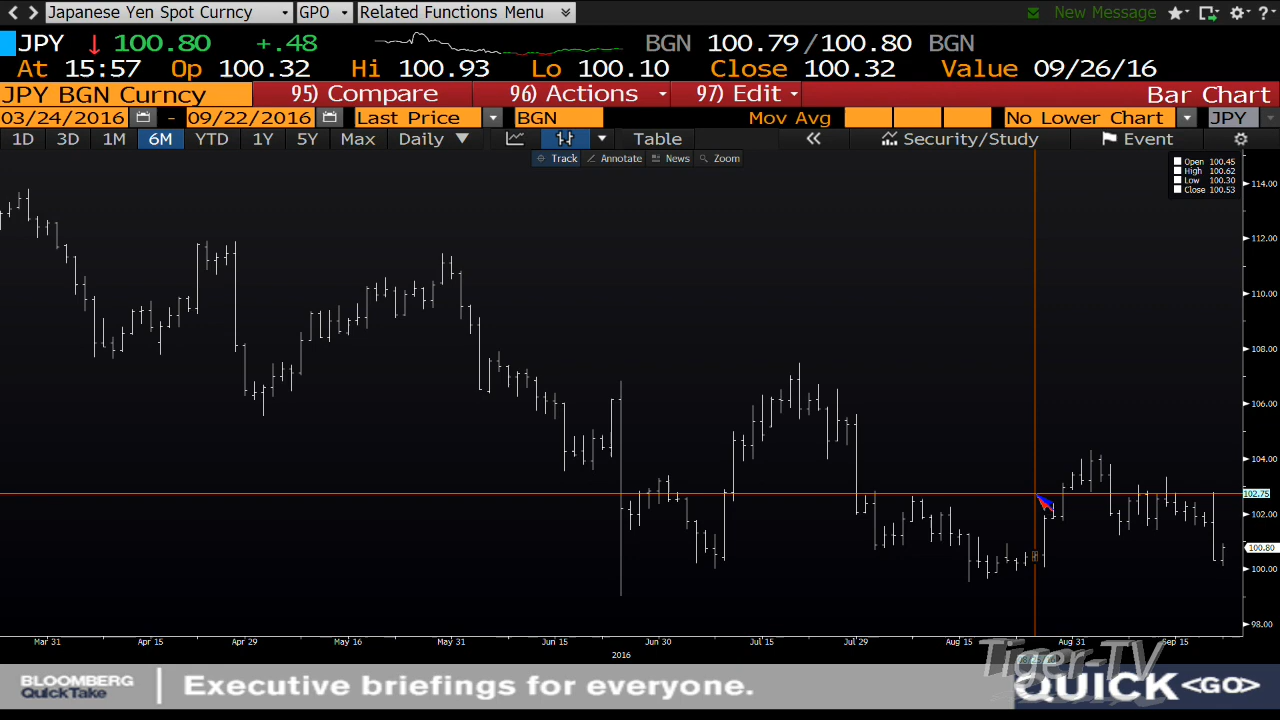 Japanese Yen Spot Curncy GPO Related Functions Menu New Message ?
JPY 100.80 +.48 BGN 100.79/100.80 BGN
At 15:57 Op 100.32 Hi 100.93 Lo 100.10 Close 100.32 Value 09/26/16
JPY BGN Curncy 95) Compare 96) Actions 97) Edit Bar Chart
03/24/2016 - 09/22/2016 Last Price BGN Mov Avg No Lower Chart JPY
1D 3D 1M 6M YTD 1Y 5Y Max Daily Table Security/Study Event
Track Annotate News Zoom
Open 100.45
High 100.62
Low 100.30
Close 100.53
114.00
112.00
110.00
108.00
106.00
104.00
102.75
102.00
100.80
100.00
98.00
Mar 31 Apr 15 Apr 29 May 16 May 31 Jun 15 Jun 30 Jul 15 Jul 29 Aug 15 Aug 31 Sep 15
2016
Tiger-TV
BLOOMBERG
QuickTake
Executive briefings for everyone.
QUICK <GO>